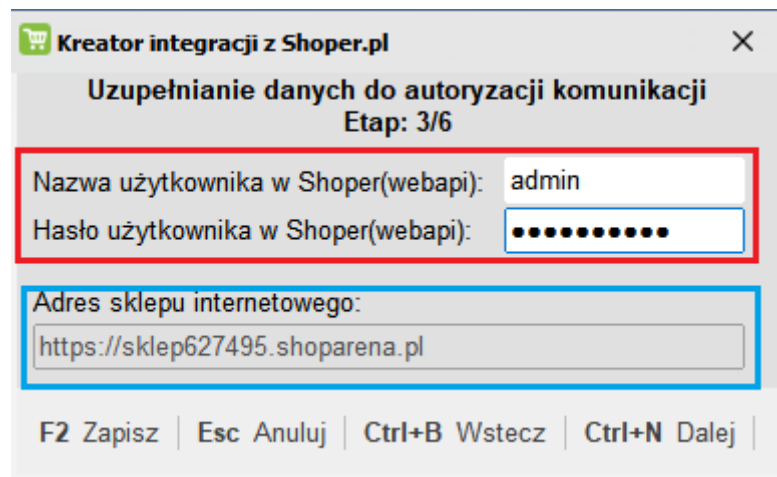 Kreator integracji z Shoper.pl
Uzupełnianie danych do autoryzacji komunikacji
Etap: 3/6
Nazwa użytkownika w Shoper(webapi): admin
Hasło użytkownika w Shoper(webapi): ●●●●●●●●●●
Adres sklepu internetowego:
https://sklep627495.shoparena.pl
F2 Zapisz | Esc Anuluj | Ctrl+B Wstecz | Ctrl+N Dalej |